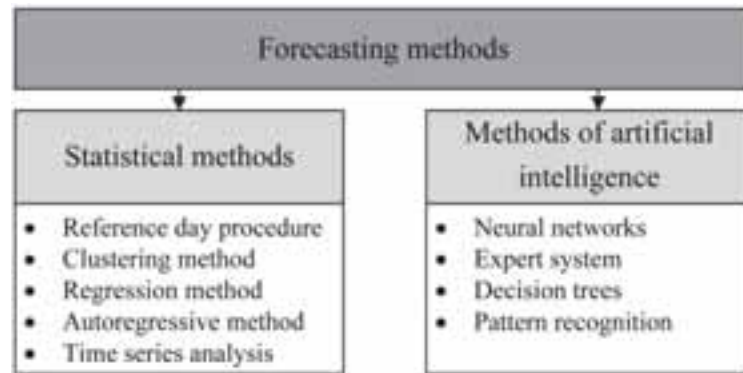 Forecasting methods
Statistical methods
• Reference day procedure
• Clustering method
• Regression method
• Autoregressive method
• Time series analysis
Methods of artificial
intelligence
• Neural networks
• Expert system
• Decision trees
• Pattern recognition